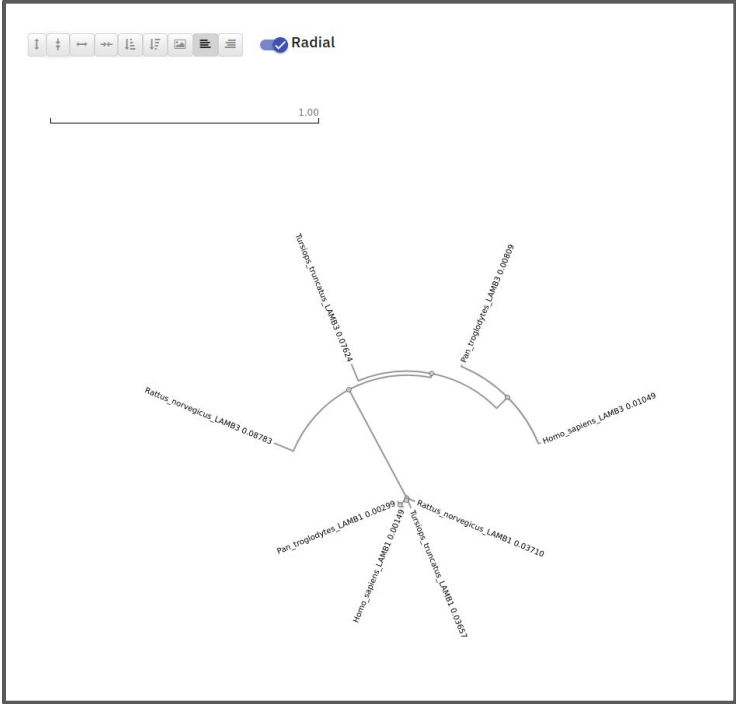 Radial
1.00
Tursiops_truncatus_LAMB3 0.07624
Pan_troglodytes_LAMB3 0.00809
Rattus_norvegicus_LAMB3 0.08783
Homo_sapiens_LAMB3 0.01049
Pan_troglodytes_LAMB1 0.00299
Rattus_norvegicus_LAMB1 0.03710
Homo_sapiens_LAMB1 0.00149
Tursiops_truncatus_LAMB1 0.03657